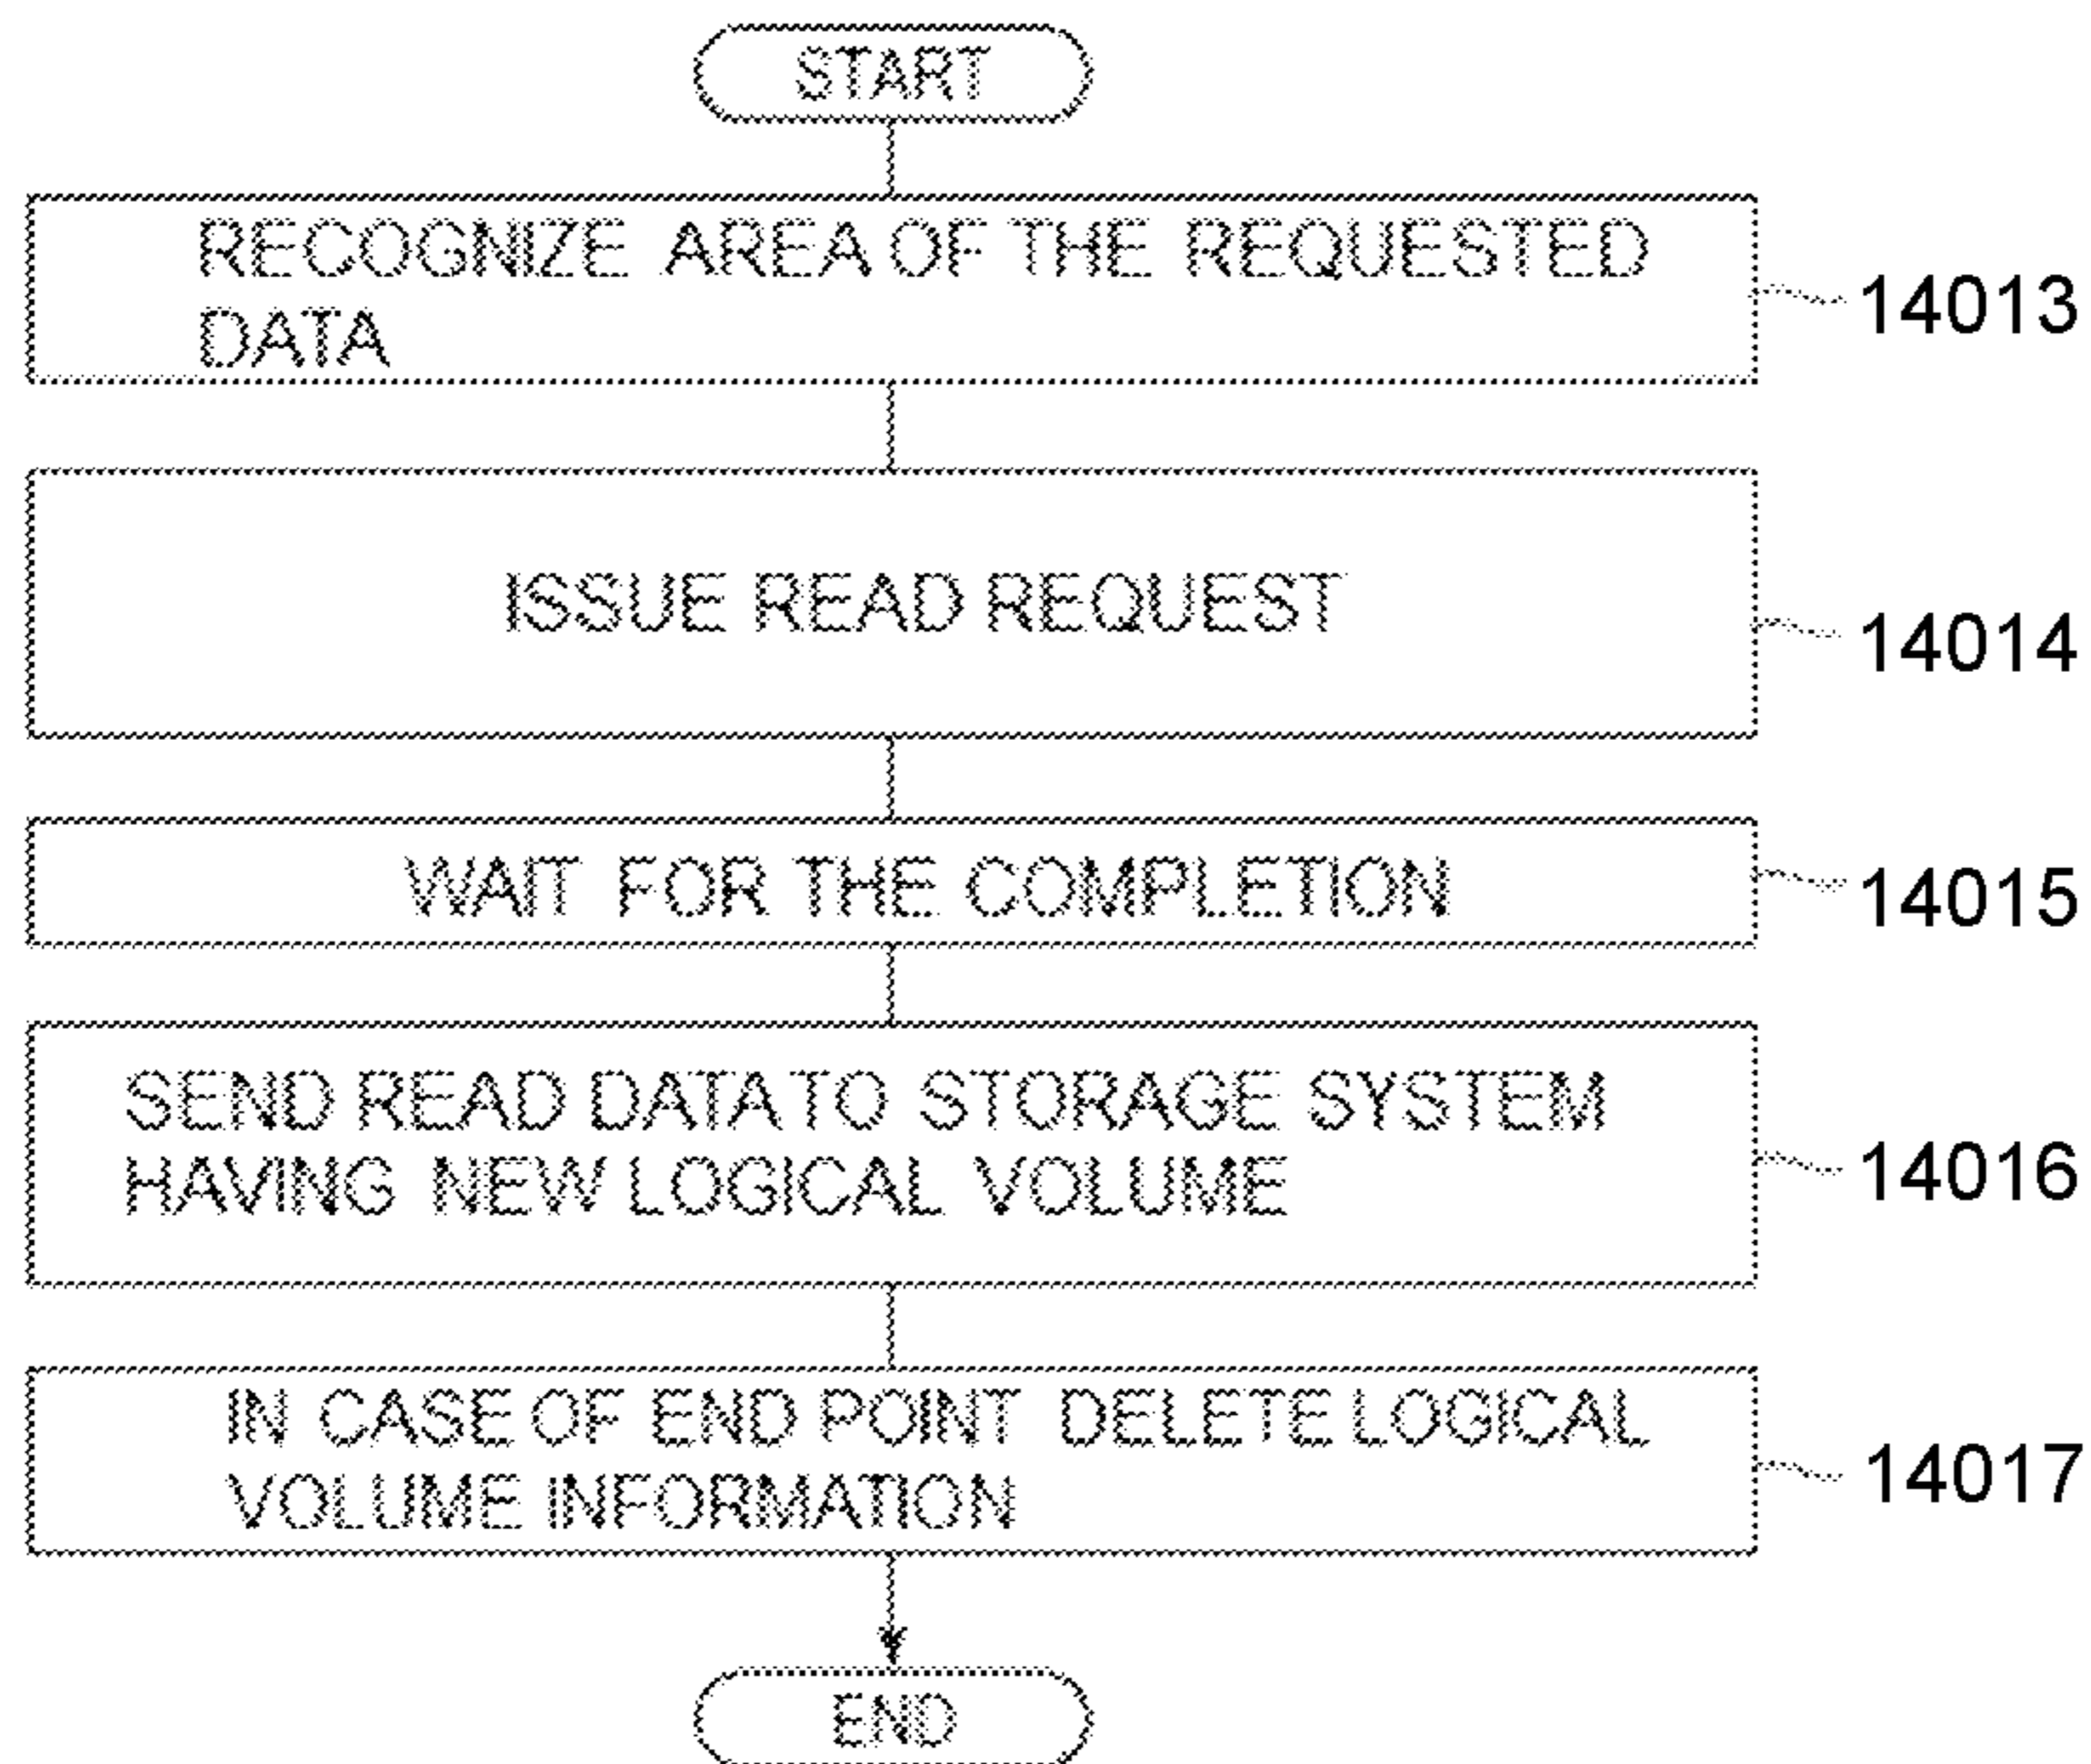 START
RECOGNIZE AREA OF THE REQUESTED
DATA
14013
ISSUE READ REQUEST
14014
WAIT FOR THE COMPLETION
14015
SEND READ DATA TO STORAGE SYSTEM
HAVING NEW LOGICAL VOLUME
14016
IN CASE OF END POINT DELETE LOGICAL
VOLUME INFORMATION
14017
END